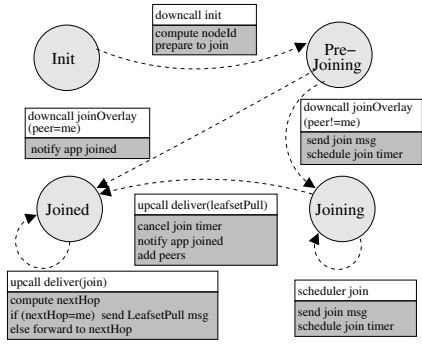 downcall init
compute nodeId
prepare to join
Init
Pre-
Joining
downcall joinOverlay
(peer=me)
notify app joined
downcall joinOverlay
(peer!=me)
send join msg
schedule join timer
Joined
upcall deliver(leafsetPull)
cancel join timer
notify app joined
add peers
Joining
upcall deliver(join)
compute nextHop
if (nextHop=me) send LeafsetPull msg
else forward to nextHop
scheduler join
send join msg
schedule join timer